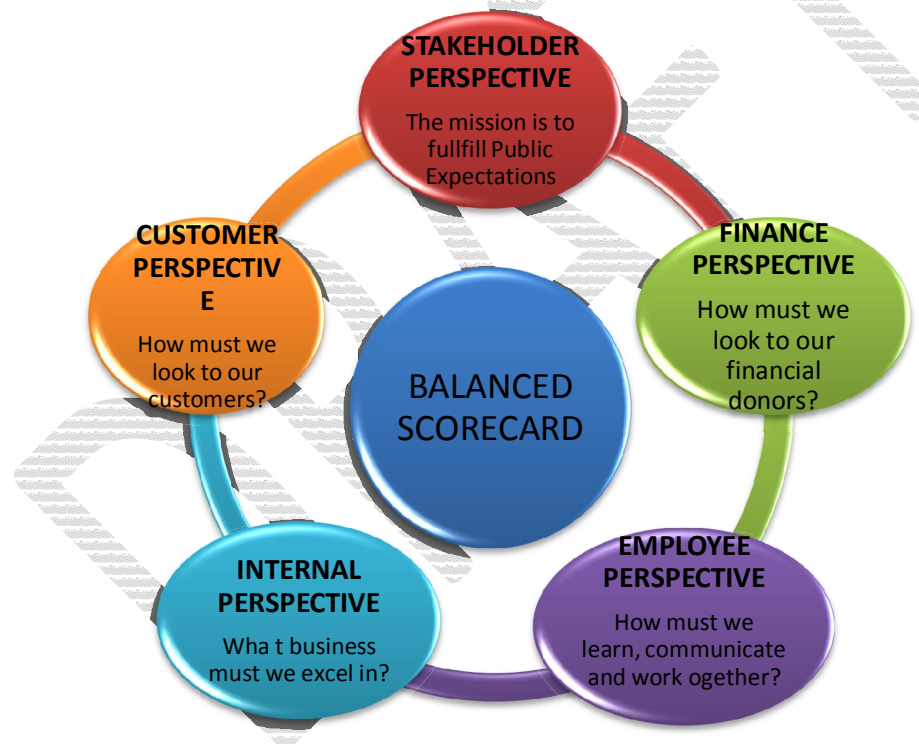 STAKEHOLDER
PERSPECTIVE
The mission is to
fullfill Public
Expectations
FINANCE
PERSPECTIVE
How must we
look to our
financial
donors?
EMPLOYEE
PERSPECTIVE
How must we
learn, communicate
and work ogether?
INTERNAL
PERSPECTIVE
Wha t business
must we excel in?
CUSTOMER
PERSPECTIV
E
How must we
look to our
customers?
BALANCED
SCORECARD